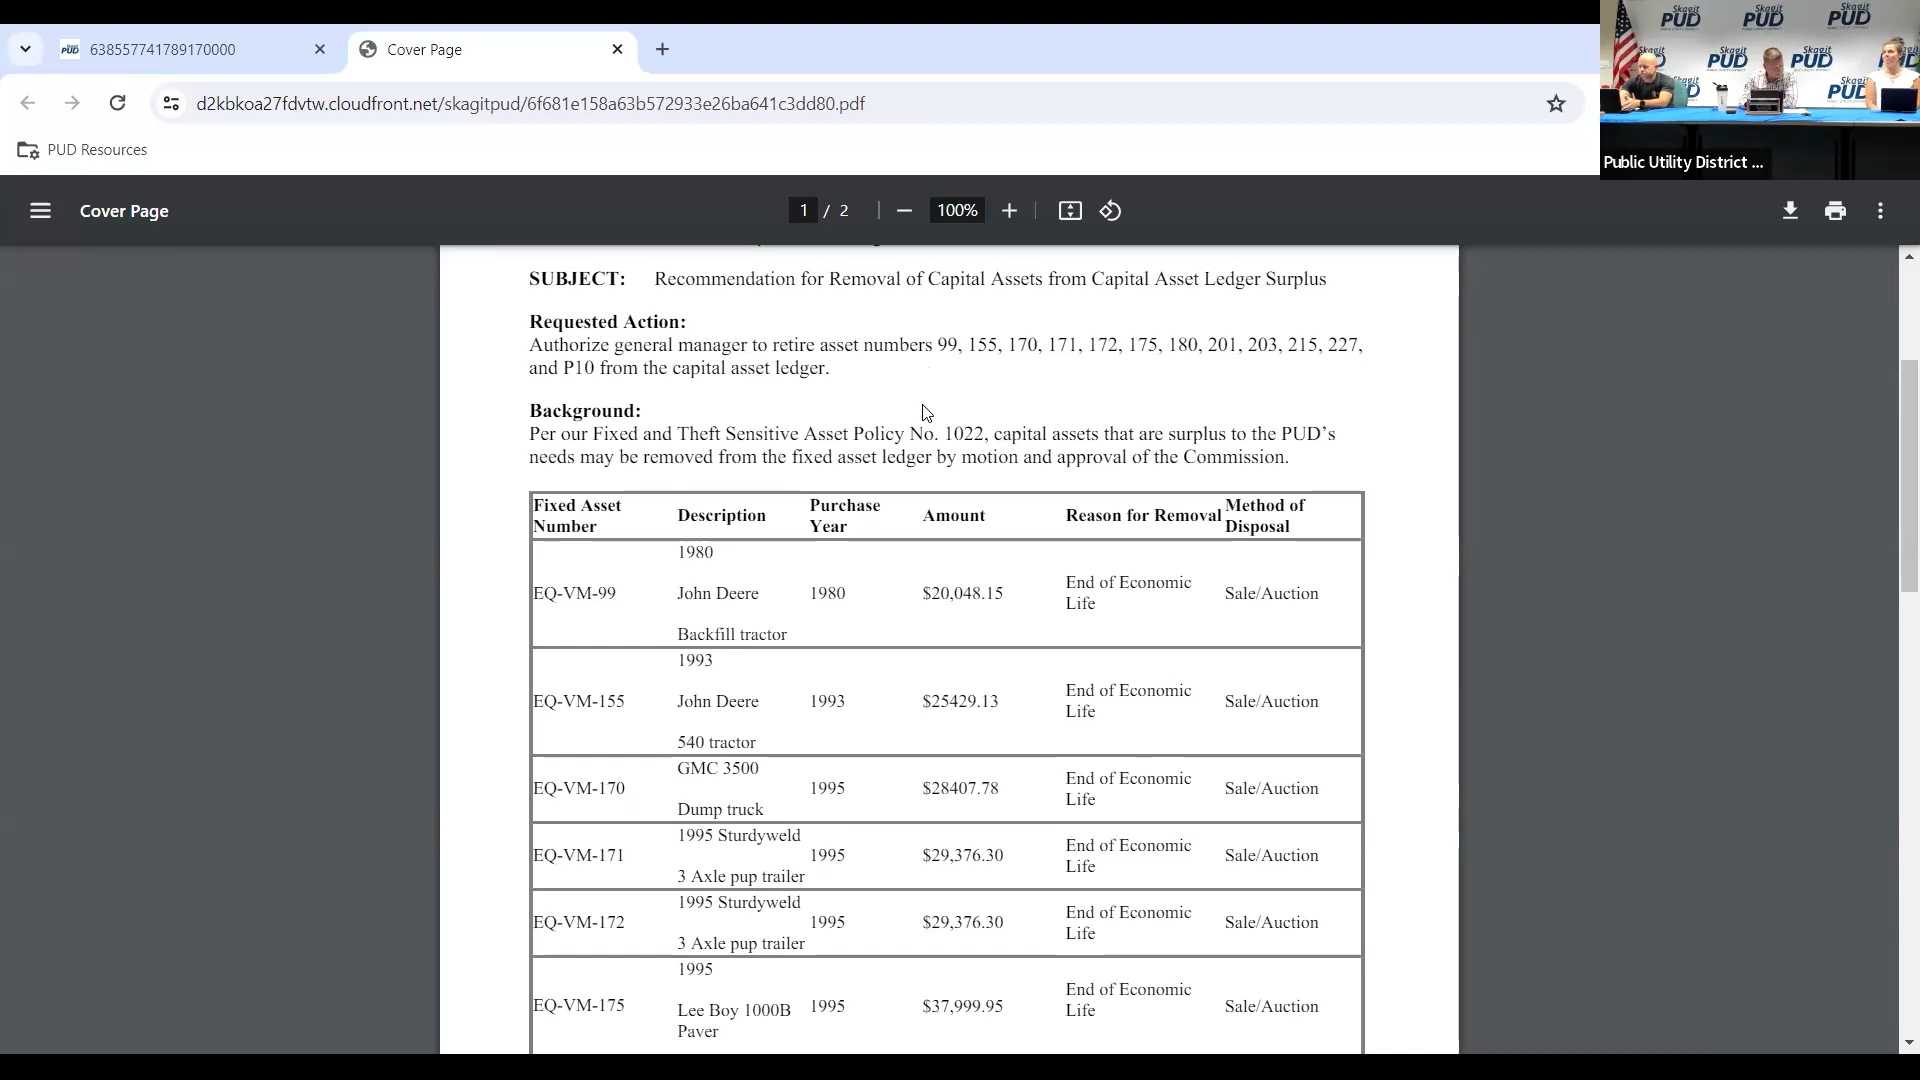 638557741789170000
Cover Page
d2kbkoa27fdvtw.cloudfront.net/skagitpud/6f681e158a63b572933e26ba641c3dd80.pdf
PUD Resources
Skagit PUD
Public Utility District ...
Cover Page
1 / 2
100%
SUBJECT: Recommendation for Removal of Capital Assets from Capital Asset Ledger Surplus
Requested Action:
Authorize general manager to retire asset numbers 99, 155, 170, 171, 172, 175, 180, 201, 203, 215, 227,
and P10 from the capital asset ledger.
Background:
Per our Fixed and Theft Sensitive Asset Policy No. 1022, capital assets that are surplus to the PUD's
needs may be removed from the fixed asset ledger by motion and approval of the Commission.
Fixed Asset Number Description Purchase Year Amount Reason for Removal Method of Disposal
EQ-VM-99 1980 John Deere Backfill tractor 1980 $20,048.15 End of Economic Life Sale/Auction
EQ-VM-155 1993 John Deere 540 tractor 1993 $25429.13 End of Economic Life Sale/Auction
EQ-VM-170 GMC 3500 Dump truck 1995 $28407.78 End of Economic Life Sale/Auction
EQ-VM-171 1995 Sturdyweld 3 Axle pup trailer 1995 $29,376.30 End of Economic Life Sale/Auction
EQ-VM-172 1995 Sturdyweld 3 Axle pup trailer 1995 $29,376.30 End of Economic Life Sale/Auction
EQ-VM-175 1995 Lee Boy 1000B Paver 1995 $37,999.95 End of Economic Life Sale/Auction